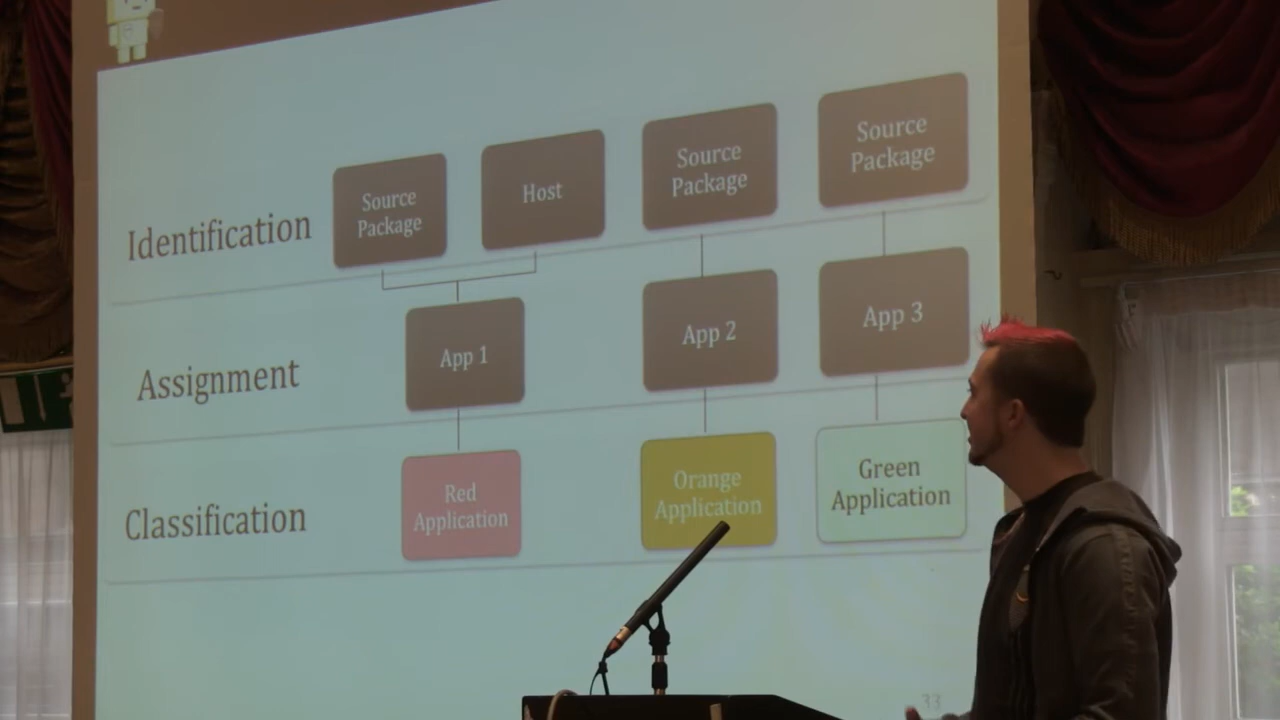 Identification
Source
Package
Host
Source
Package
Source
Package
Assignment
App 1
App 2
App 3
Classification
Red
Application
Orange
Application
Green
Application
33